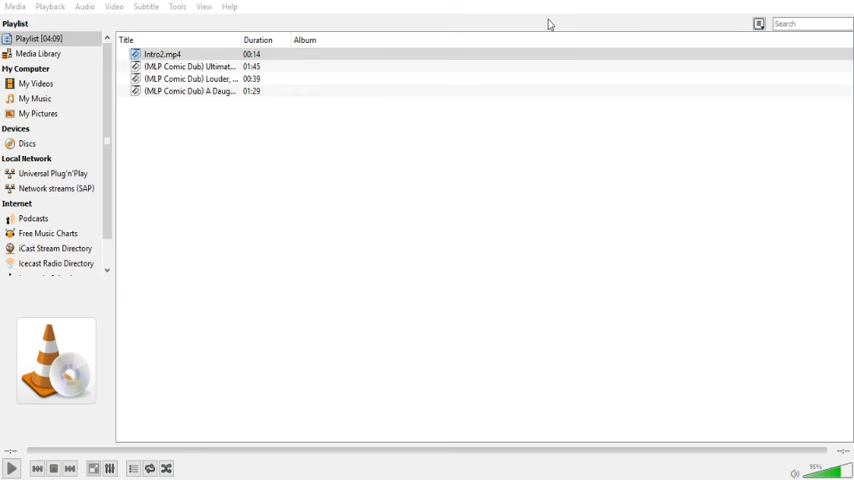 Media Playback Audio Video Subtitle Tools View Help
Playlist Search
Playlist [04:09] Title Duration Album
Media Library Intro2.mp4 00:14
My Computer (MLP Comic Dub) Ultimat... 01:45
My Videos (MLP Comic Dub) Louder, ... 00:39
My Music (MLP Comic Dub) A Daug... 01:29
My Pictures
Devices
Discs
Local Network
Universal Plug'n'Play
Network streams (SAP)
Internet
Podcasts
Free Music Charts
iCast Stream Directory
Icecast Radio Directory
--:-- --:--